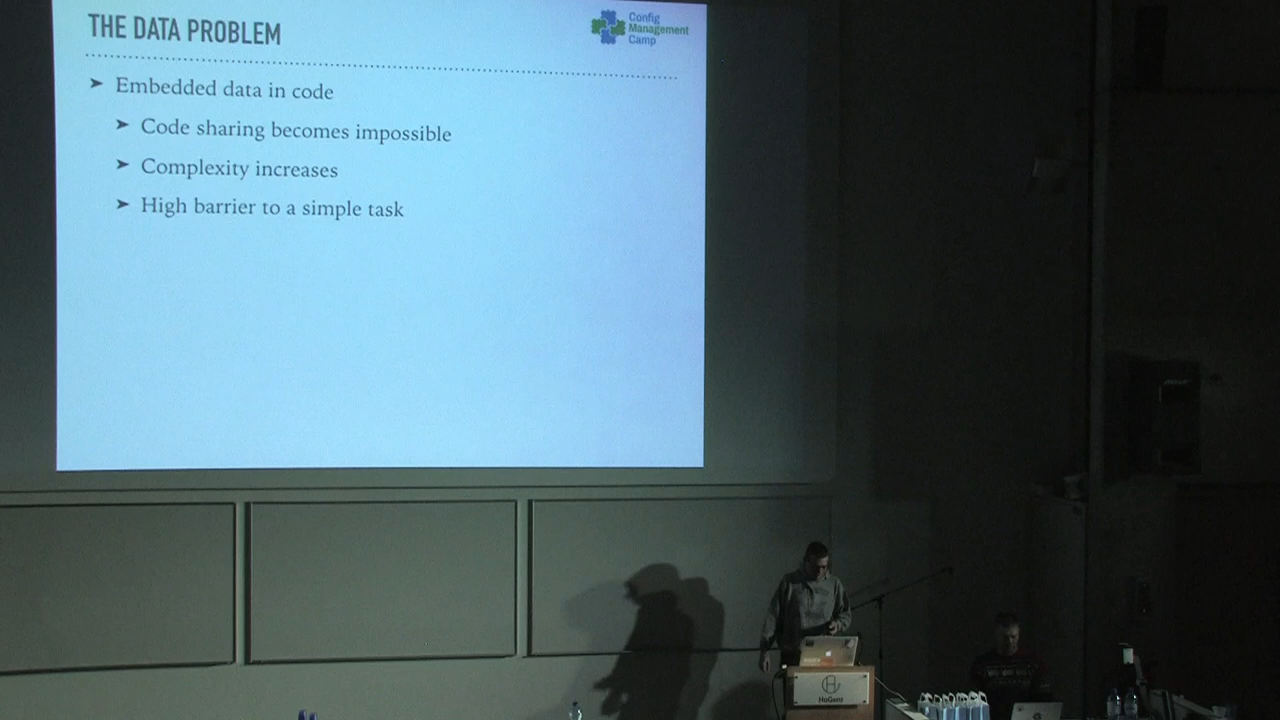 THE DATA PROBLEM
Config
Management
Camp
➤ Embedded data in code
➤ Code sharing becomes impossible
➤ Complexity increases
➤ High barrier to a simple task
HoGent